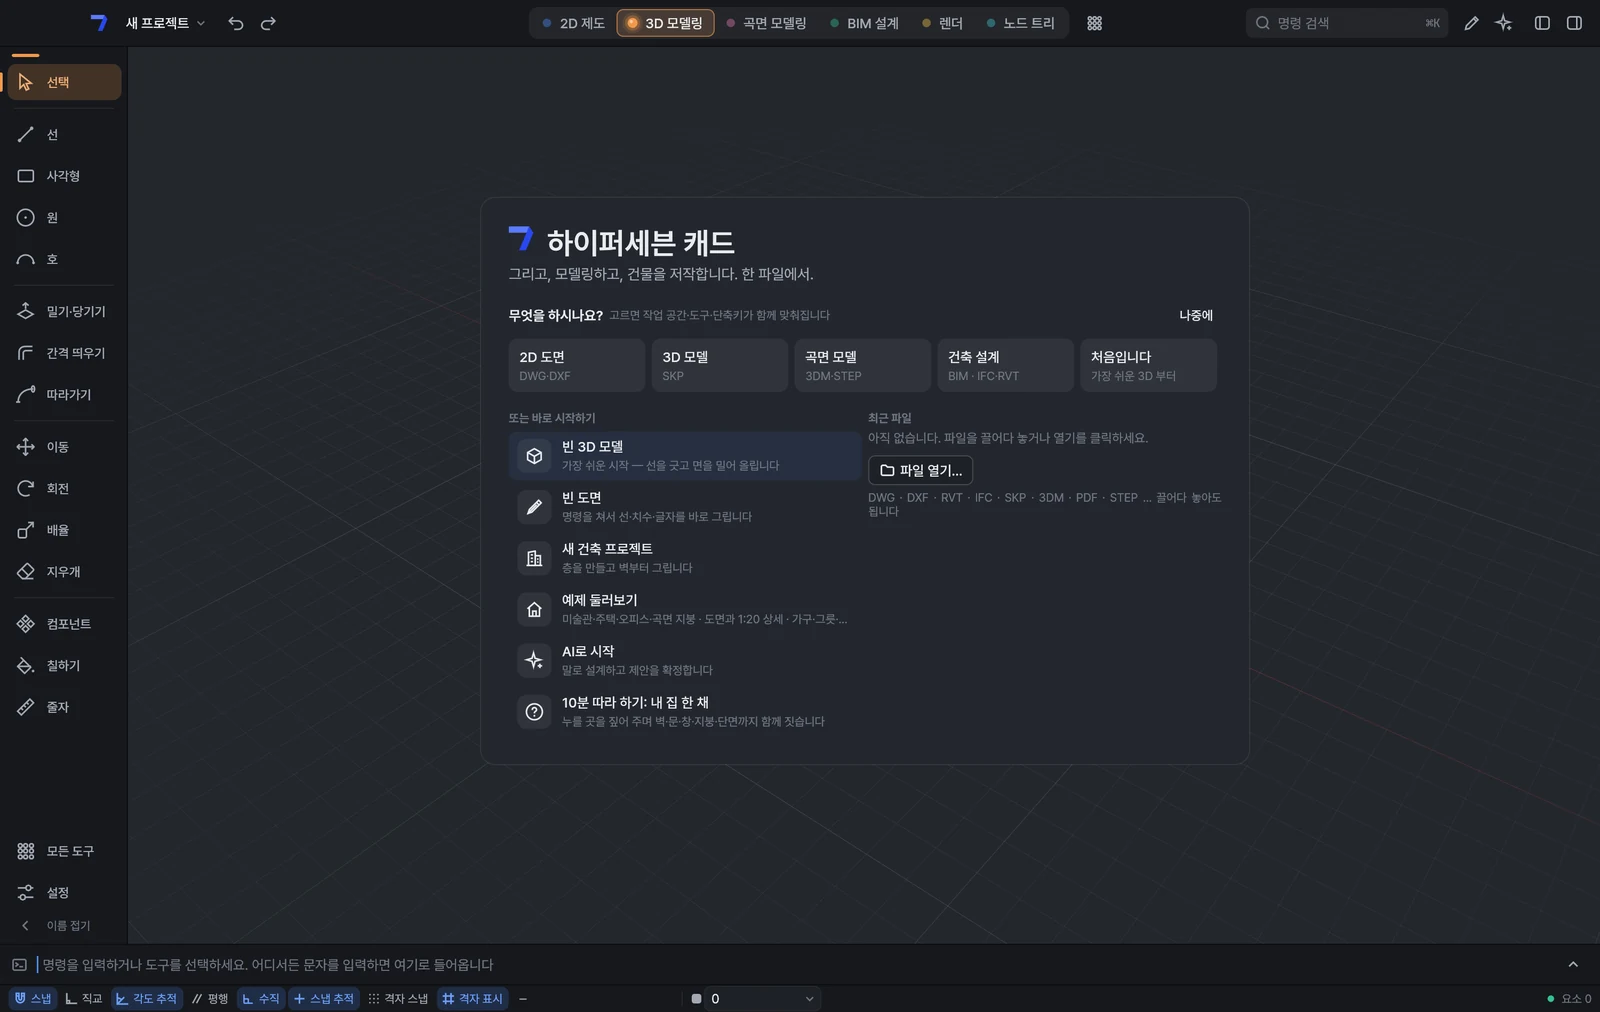 새 프로젝트
2D 제도
3D 모델링
곡면 모델링
BIM 설계
렌더
노드 트리
명령 검색
⌘K
선택
선
사각형
원
호
밀기·당기기
간격 띄우기
따라가기
이동
회전
배율
지우개
컴포넌트
칠하기
줄자
모든 도구
설정
이름 접기
하이퍼세븐 캐드
그리고, 모델링하고, 건물을 저작합니다. 한 파일에서.
무엇을 하시나요? 고르면 작업 공간·도구·단축키가 함께 맞춰집니다
나중에
2D 도면
DWG·DXF
3D 모델
SKP
곡면 모델
3DM·STEP
건축 설계
BIM · IFC·RVT
처음입니다
가장 쉬운 3D 부터
또는 바로 시작하기
빈 3D 모델
가장 쉬운 시작 — 선을 긋고 면을 밀어 올립니다
빈 도면
명령을 쳐서 선·치수·글자를 바로 그립니다
새 건축 프로젝트
층을 만들고 벽부터 그립니다
예제 둘러보기
미술관·주택·오피스·곡면 지붕 · 도면과 1:20 상세 · 가구·그릇·...
AI로 시작
말로 설계하고 제안을 확정합니다
10분 따라 하기: 내 집 한 채
누를 곳을 짚어 주며 벽·문·창·지붕·단면까지 함께 짓습니다
최근 파일
아직 없습니다. 파일을 끌어다 놓거나 열기를 클릭하세요.
파일 열기...
DWG · DXF · RVT · IFC · SKP · 3DM · PDF · STEP ... 끌어다 놓아도
됩니다
명령을 입력하거나 도구를 선택하세요. 어디서든 문자를 입력하면 여기로 들어옵니다
스냅
직교
각도 추적
평행
수직
스냅 추적
격자 스냅
격자 표시
0
요소 0